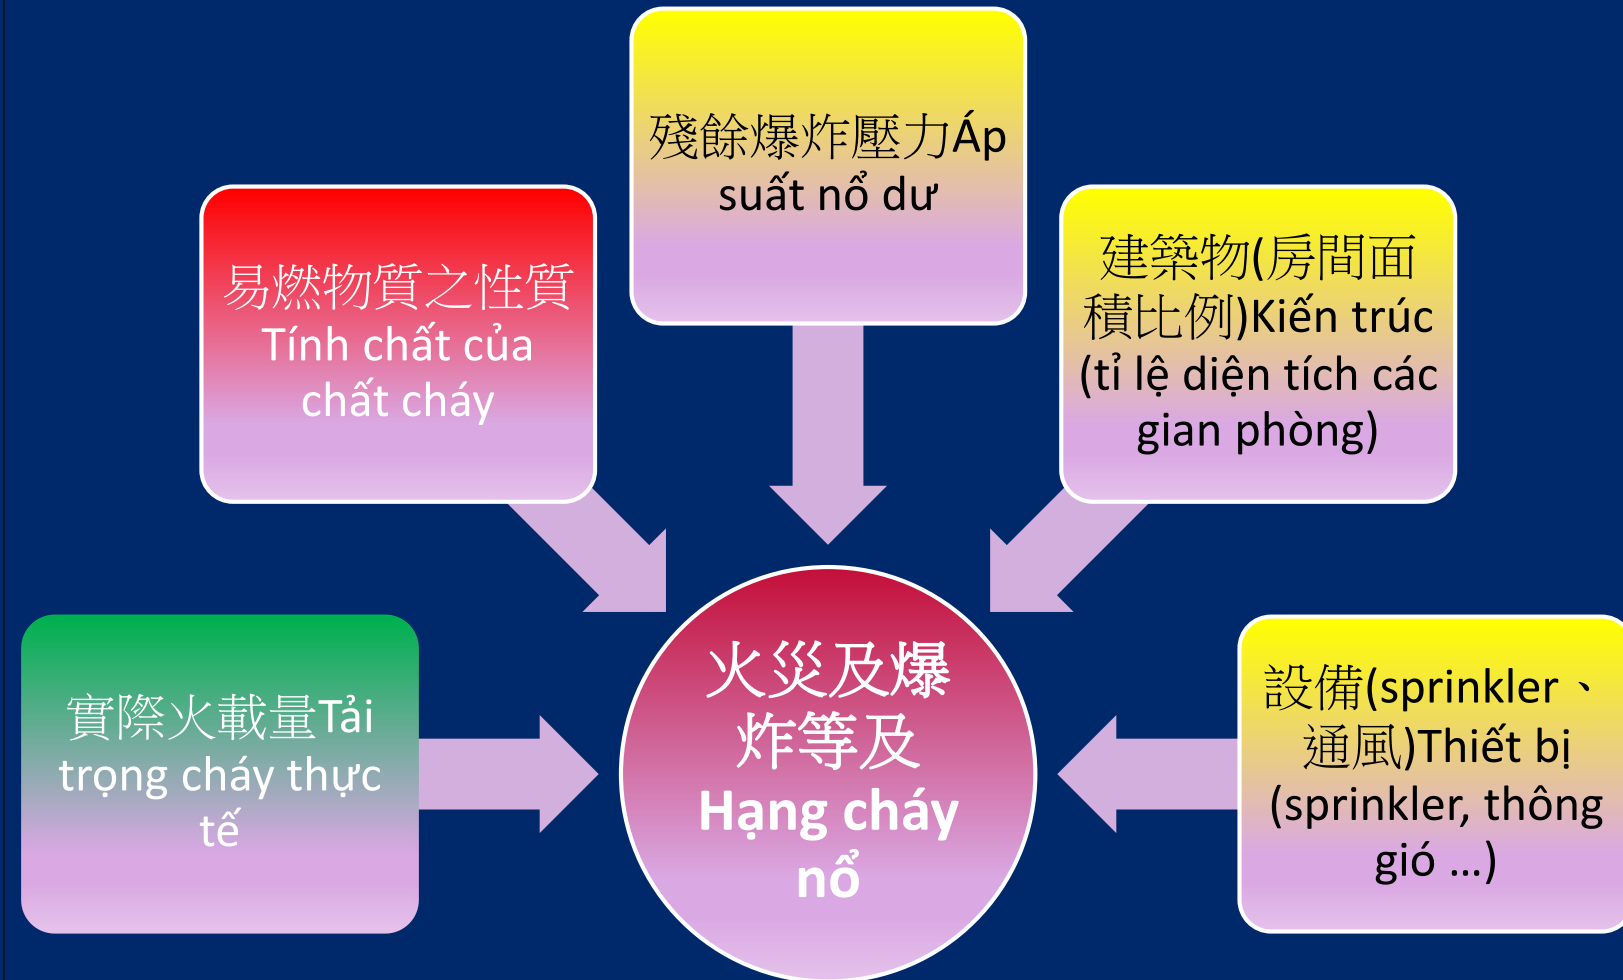 殘餘爆炸壓力Áp
suất nổ dư
易燃物質之性質
Tính chất của
chất cháy
建築物(房間面
積比例)Kiến trúc
(tỉ lệ diện tích các
gian phòng)
實際火載量Tải
trọng cháy thực
tế
火災及爆
炸等及
Hạng cháy
nổ
設備(sprinkler、
通風)Thiết bị
(sprinkler, thông
gió ...)